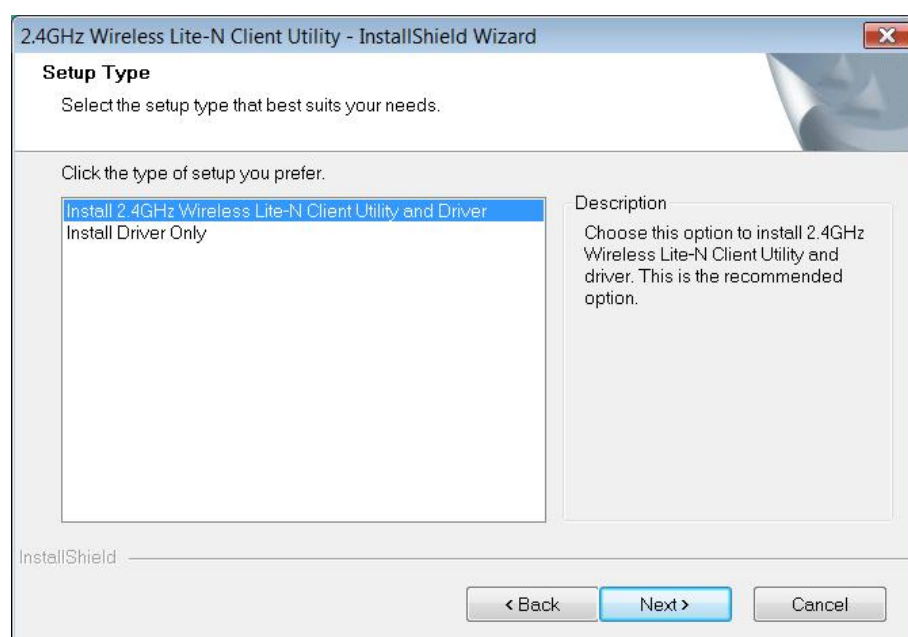 2.4GHz Wireless Lite-N Client Utility - InstallShield Wizard
Setup Type
Select the setup type that best suits your needs.
Click the type of setup you prefer.
Install 2.4GHz Wireless Lite-N Client Utility and Driver
Install Driver Only
Description
Choose this option to install 2.4GHz
Wireless Lite-N Client Utility and
driver. This is the recommended
option.
InstallShield
< Back
Next >
Cancel